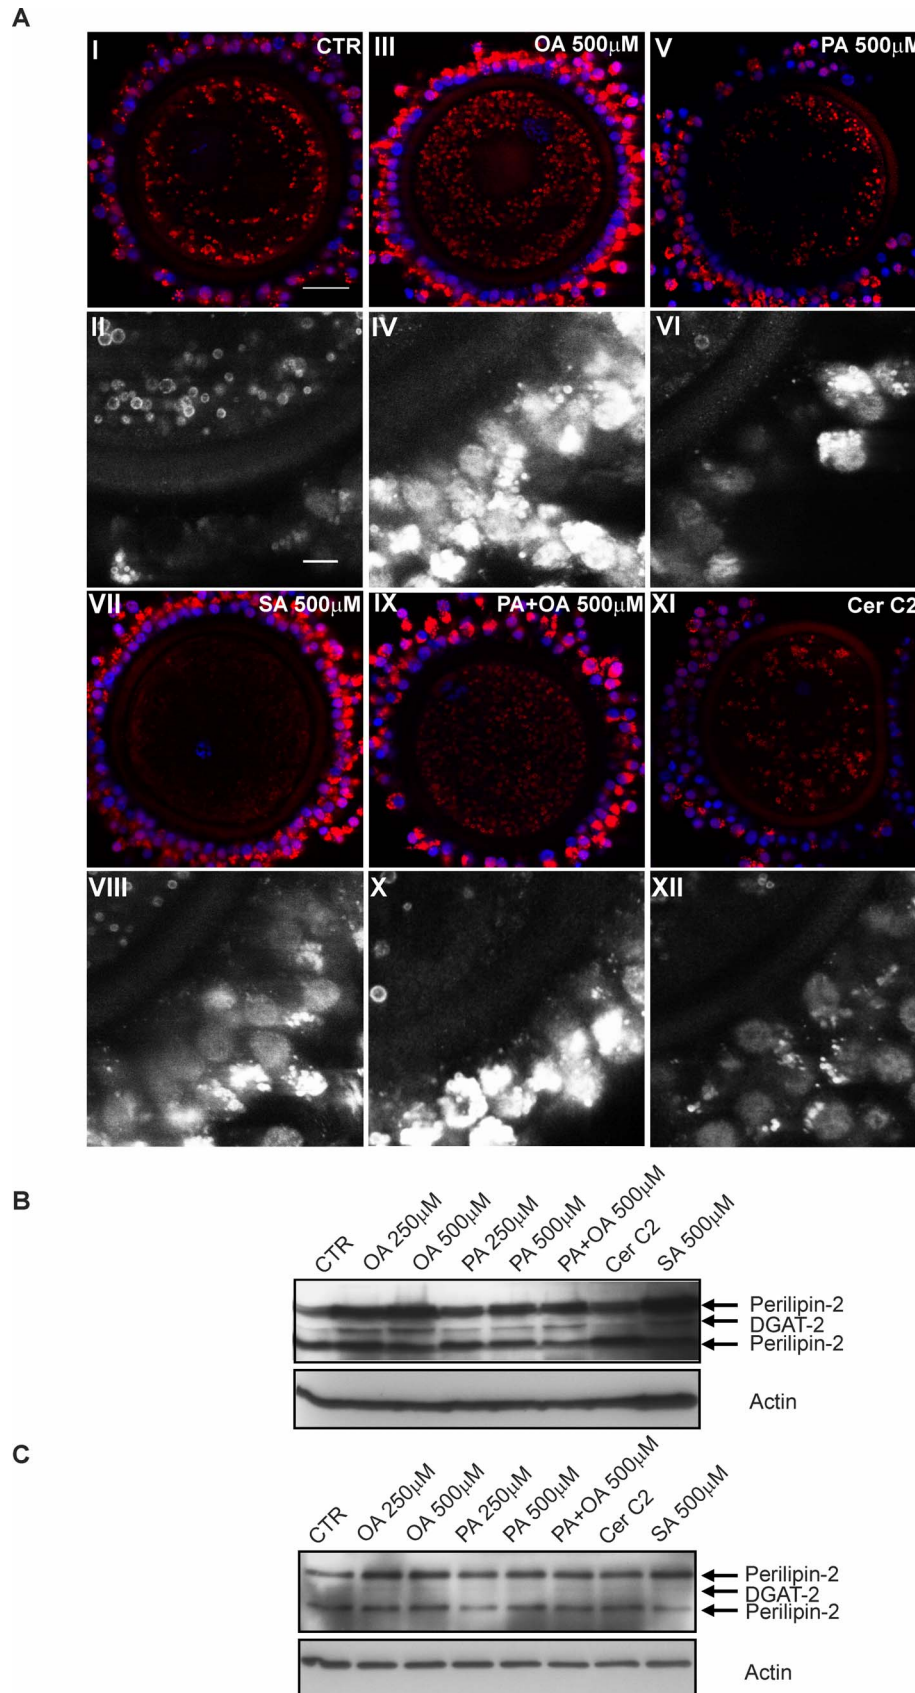 A
I CTR III OA 500μM V PA 500μM
II IV VI
VII SA 500μM IX PA+OA 500μM XI Cer C2
VIII X XII
B
CTR OA 250μM OA 500μM PA 250μM PA 500μM PA+OA 500μM Cer C2 SA 500μM
Perilipin-2
DGAT-2
Perilipin-2
Actin
C
CTR OA 250μM OA 500μM PA 250μM PA 500μM PA+OA 500μM Cer C2 SA 500μM
Perilipin-2
DGAT-2
Perilipin-2
Actin